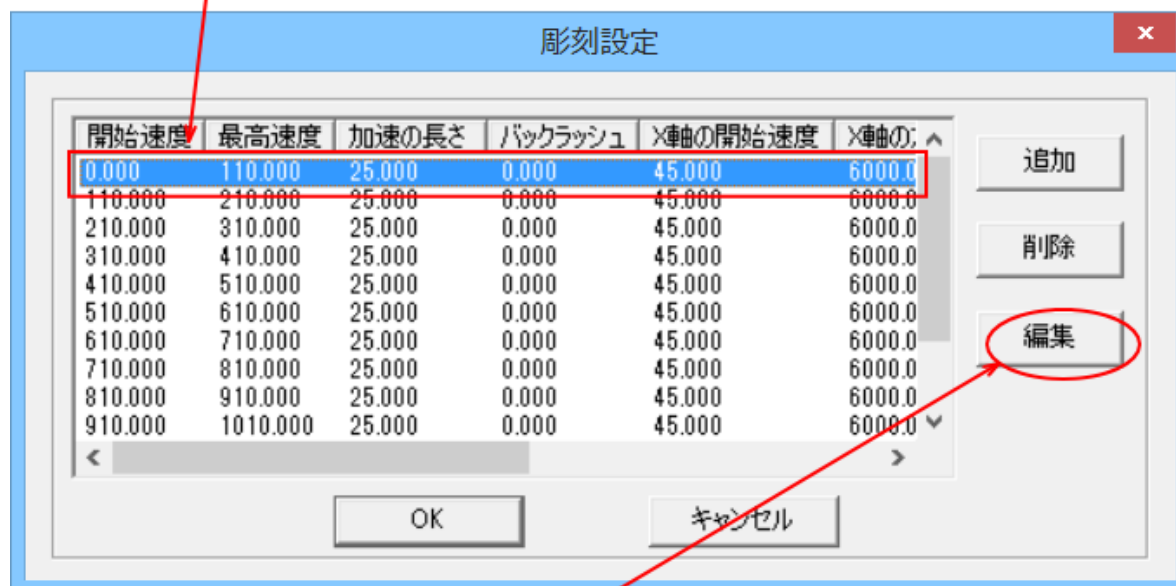 彫刻設定
開始速度 最高速度 加速の長さ バックラッシュ X軸の開始速度 X軸の
0.000 110.000 25.000 0.000 45.000 6000.0
110.000 210.000 25.000 0.000 45.000 6000.0
210.000 310.000 25.000 0.000 45.000 6000.0
310.000 410.000 25.000 0.000 45.000 6000.0
410.000 510.000 25.000 0.000 45.000 6000.0
510.000 610.000 25.000 0.000 45.000 6000.0
610.000 710.000 25.000 0.000 45.000 6000.0
710.000 810.000 25.000 0.000 45.000 6000.0
810.000 910.000 25.000 0.000 45.000 6000.0
910.000 1010.000 25.000 0.000 45.000 6000.0
追加
削除
編集
OK キャンセル